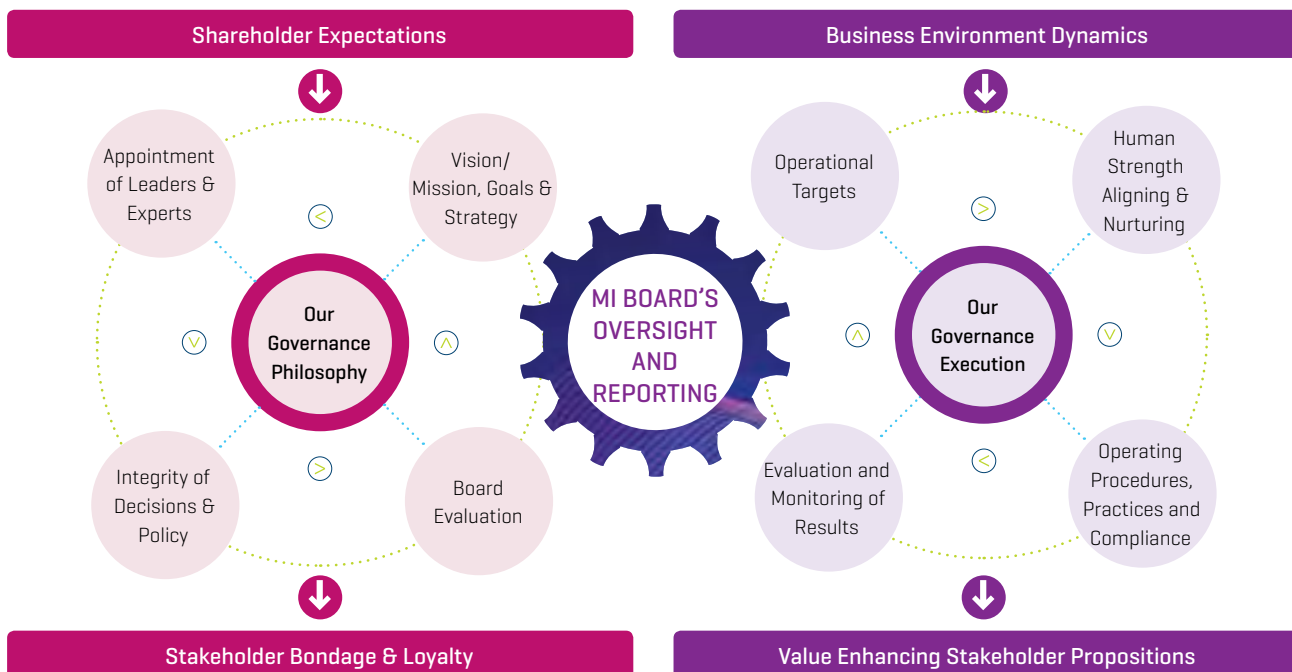 Shareholder Expectations
Business Environment Dynamics
Appointment
of Leaders &
Experts
Vision/
Mission, Goals &
Strategy
Our
Governance
Philosophy
Integrity of
Decisions &
Policy
Board
Evaluation
MI BOARD'S
OVERSIGHT
AND
REPORTING
Operational
Targets
Human
Strength
Aligning &
Nurturing
Our
Governance
Execution
Evaluation and
Monitoring of
Results
Operating
Procedures,
Practices and
Compliance
Stakeholder Bondage & Loyalty
Value Enhancing Stakeholder Propositions